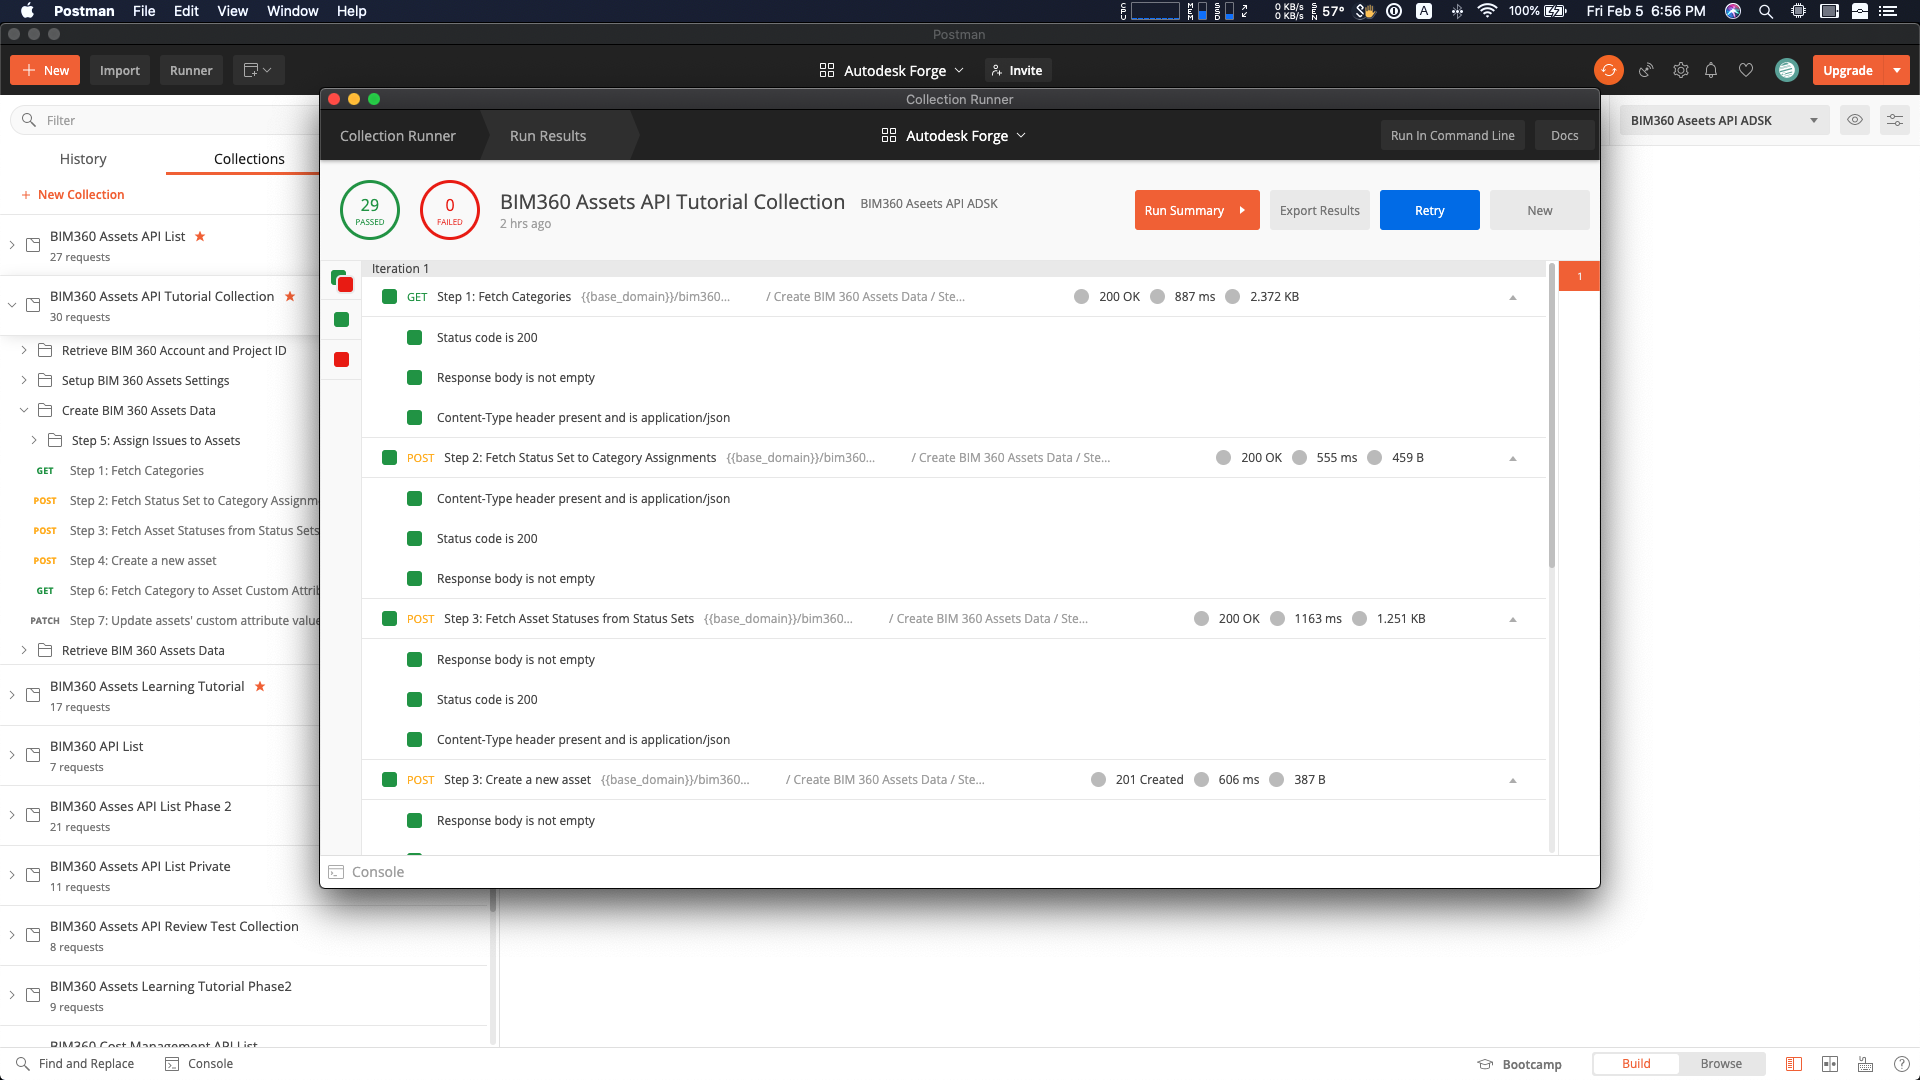 Postman File Edit View Window Help
CPU MEM SSD 0 KB/s 0 KB/s SEN 57° A 100% Fri Feb 5 6:56 PM
Postman
+ New Import Runner Autodesk Forge Invite Upgrade
Filter
BIM360 Aseets API ADSK
History Collections
+ New Collection
BIM360 Assets API List
27 requests
BIM360 Assets API Tutorial Collection
30 requests
Retrieve BIM 360 Account and Project ID
Setup BIM 360 Assets Settings
Create BIM 360 Assets Data
Step 5: Assign Issues to Assets
GET Step 1: Fetch Categories
POST Step 2: Fetch Status Set to Category Assignm
POST Step 3: Fetch Asset Statuses from Status Sets
POST Step 4: Create a new asset
GET Step 6: Fetch Category to Asset Custom Attrib
PATCH Step 7: Update assets' custom attribute value
Retrieve BIM 360 Assets Data
BIM360 Assets Learning Tutorial
17 requests
BIM360 API List
7 requests
BIM360 Asses API List Phase 2
21 requests
BIM360 Assets API List Private
11 requests
BIM360 Assets API Review Test Collection
8 requests
BIM360 Assets Learning Tutorial Phase2
9 requests
BIM360 Cost Management API List
Collection Runner
Collection Runner Run Results Autodesk Forge Run In Command Line Docs
29 PASSED
0 FAILED
BIM360 Assets API Tutorial Collection BIM360 Aseets API ADSK
2 hrs ago
Run Summary Export Results Retry New
Iteration 1
1
GET Step 1: Fetch Categories {{base_domain}}/bim360... / Create BIM 360 Assets Data / Ste... 200 OK 887 ms 2.372 KB
Status code is 200
Response body is not empty
Content-Type header present and is application/json
POST Step 2: Fetch Status Set to Category Assignments {{base_domain}}/bim360... / Create BIM 360 Assets Data / Ste... 200 OK 555 ms 459 B
Content-Type header present and is application/json
Status code is 200
Response body is not empty
POST Step 3: Fetch Asset Statuses from Status Sets {{base_domain}}/bim360... / Create BIM 360 Assets Data / Ste... 200 OK 1163 ms 1.251 KB
Response body is not empty
Status code is 200
Content-Type header present and is application/json
POST Step 3: Create a new asset {{base_domain}}/bim360... / Create BIM 360 Assets Data / Ste... 201 Created 606 ms 387 B
Response body is not empty
Console
Find and Replace Console Bootcamp Build Browse